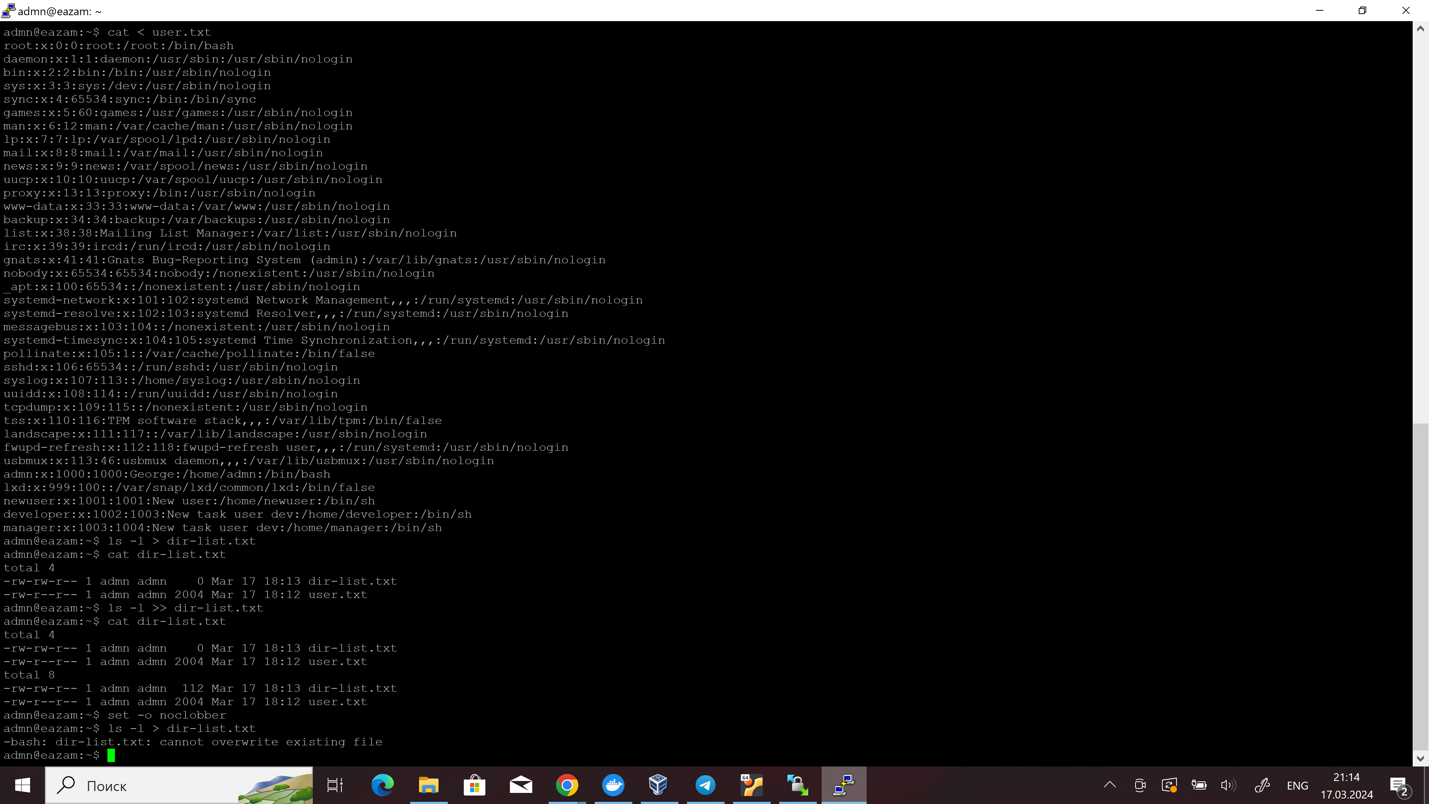 admn@eazam: ~
admn@eazam:~$ cat < user.txt
root:x:0:0:root:/root:/bin/bash
daemon:x:1:1:daemon:/usr/sbin:/usr/sbin/nologin
bin:x:2:2:bin:/bin:/usr/sbin/nologin
sys:x:3:3:sys:/dev:/usr/sbin/nologin
sync:x:4:65534:sync:/bin:/bin/sync
games:x:5:60:games:/usr/games:/usr/sbin/nologin
man:x:6:12:man:/var/cache/man:/usr/sbin/nologin
lp:x:7:7:lp:/var/spool/lpd:/usr/sbin/nologin
mail:x:8:8:mail:/var/mail:/usr/sbin/nologin
news:x:9:9:news:/var/spool/news:/usr/sbin/nologin
uucp:x:10:10:uucp:/var/spool/uucp:/usr/sbin/nologin
proxy:x:13:13:proxy:/bin:/usr/sbin/nologin
www-data:x:33:33:www-data:/var/www:/usr/sbin/nologin
backup:x:34:34:backup:/var/backups:/usr/sbin/nologin
list:x:38:38:Mailing List Manager:/var/list:/usr/sbin/nologin
irc:x:39:39:ircd:/run/ircd:/usr/sbin/nologin
gnats:x:41:41:Gnats Bug-Reporting System (admin):/var/lib/gnats:/usr/sbin/nologin
nobody:x:65534:65534:nobody:/nonexistent:/usr/sbin/nologin
_apt:x:100:65534::/nonexistent:/usr/sbin/nologin
systemd-network:x:101:102:systemd Network Management,,,:/run/systemd:/usr/sbin/nologin
systemd-resolve:x:102:103:systemd Resolver,,,:/run/systemd:/usr/sbin/nologin
messagebus:x:103:104::/nonexistent:/usr/sbin/nologin
systemd-timesync:x:104:105:systemd Time Synchronization,,,:/run/systemd:/usr/sbin/nologin
pollinate:x:105:1::/var/cache/pollinate:/bin/false
sshd:x:106:65534::/run/sshd:/usr/sbin/nologin
syslog:x:107:113::/home/syslog:/usr/sbin/nologin
uuidd:x:108:114::/run/uuidd:/usr/sbin/nologin
tcpdump:x:109:115::/nonexistent:/usr/sbin/nologin
tss:x:110:116:TPM software stack,,,:/var/lib/tpm:/bin/false
landscape:x:111:117::/var/lib/landscape:/usr/sbin/nologin
fwupd-refresh:x:112:118:fwupd-refresh user,,,:/run/systemd:/usr/sbin/nologin
usbmux:x:113:46:usbmux daemon,,,:/var/lib/usbmux:/usr/sbin/nologin
admn:x:1000:1000:George:/home/admn:/bin/bash
lxd:x:999:100::/var/snap/lxd/common/lxd:/bin/false
newuser:x:1001:1001:New user:/home/newuser:/bin/sh
developer:x:1002:1003:New task user dev:/home/developer:/bin/sh
manager:x:1003:1004:New task user dev:/home/manager:/bin/sh
admn@eazam:~$ ls -l > dir-list.txt
admn@eazam:~$ cat dir-list.txt
total 4
-rw-rw-r-- 1 admn admn    0 Mar 17 18:13 dir-list.txt
-rw-r--r-- 1 admn admn 2004 Mar 17 18:12 user.txt
admn@eazam:~$ ls -l >> dir-list.txt
admn@eazam:~$ cat dir-list.txt
total 4
-rw-rw-r-- 1 admn admn    0 Mar 17 18:13 dir-list.txt
-rw-r--r-- 1 admn admn 2004 Mar 17 18:12 user.txt
total 8
-rw-rw-r-- 1 admn admn  112 Mar 17 18:13 dir-list.txt
-rw-r--r-- 1 admn admn 2004 Mar 17 18:12 user.txt
admn@eazam:~$ set -o noclobber
admn@eazam:~$ ls -l > dir-list.txt
-bash: dir-list.txt: cannot overwrite existing file
admn@eazam:~$
Поиск
64
ENG
21:14
17.03.2024
2